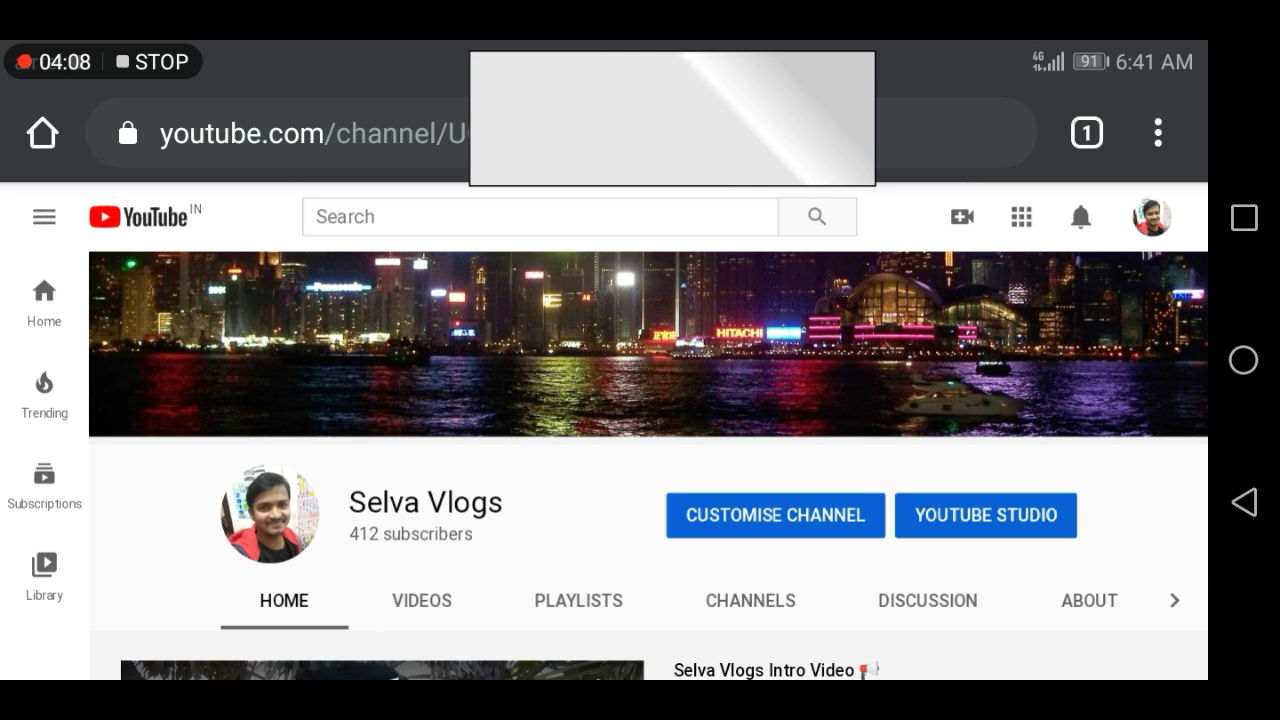 04:08 STOP
4G 91 6:41 AM
youtube.com/channel/U
1
YouTube IN
Search
Home
Trending
Subscriptions
Library
Panasonic
HITACHI
Selva Vlogs
412 subscribers
CUSTOMISE CHANNEL
YOUTUBE STUDIO
HOME VIDEOS PLAYLISTS CHANNELS DISCUSSION ABOUT
Selva Vlogs Intro Video